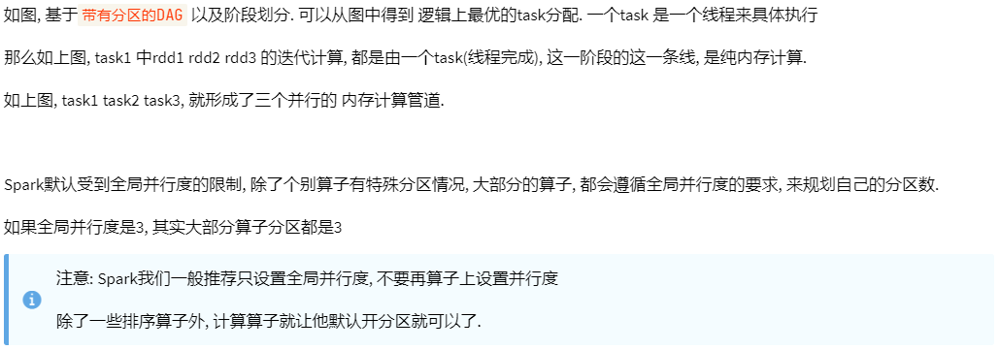 如图, 基于带有分区的DAG以及阶段划分. 可以从图中得到 逻辑上最优的task分配. 一个task 是一个线程来具体执行
那么如上图, task1 中rdd1 rdd2 rdd3 的迭代计算, 都是由一个task(线程完成), 这一阶段的这一条线, 是纯内存计算.
如上图, task1 task2 task3, 就形成了三个并行的 内存计算管道.
Spark默认受到全局并行度的限制, 除了个别算子有特殊分区情况, 大部分的算子, 都会遵循全局并行度的要求, 来规划自己的分区数.
如果全局并行度是3, 其实大部分算子分区都是3
注意: Spark我们一般推荐只设置全局并行度, 不要再算子上设置并行度
除了一些排序算子外, 计算算子就让他默认开分区就可以了.